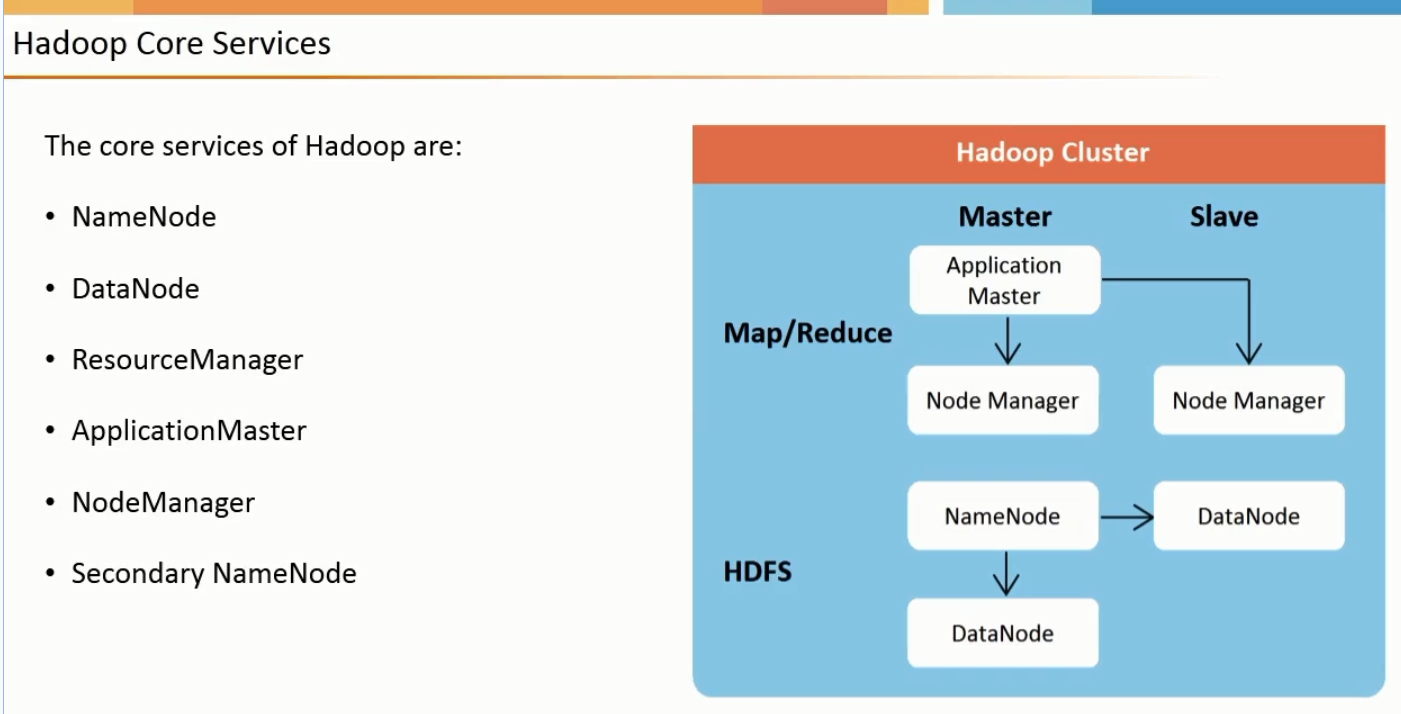 Hadoop Core Services
The core services of Hadoop are:
• NameNode
• DataNode
• ResourceManager
• ApplicationMaster
• NodeManager
• Secondary NameNode
Hadoop Cluster
Master
Slave
Application
Master
Map/Reduce
Node Manager
Node Manager
NameNode
DataNode
HDFS
DataNode